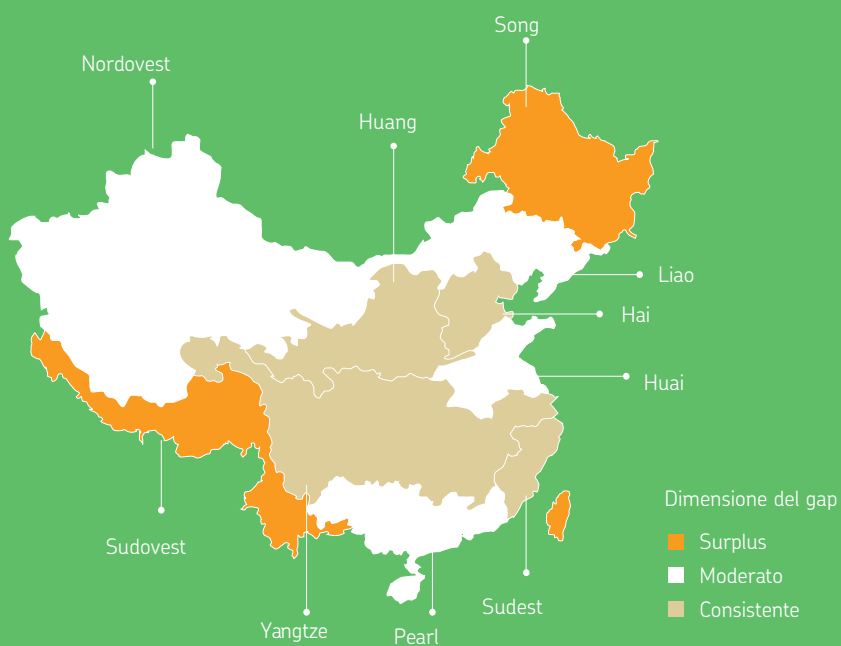 Song
Nordovest
Huang
Liao
Hai
Huai
Dimensione del gap
Surplus
Moderato
Consistente
Sudovest
Sudest
Yangtze
Pearl